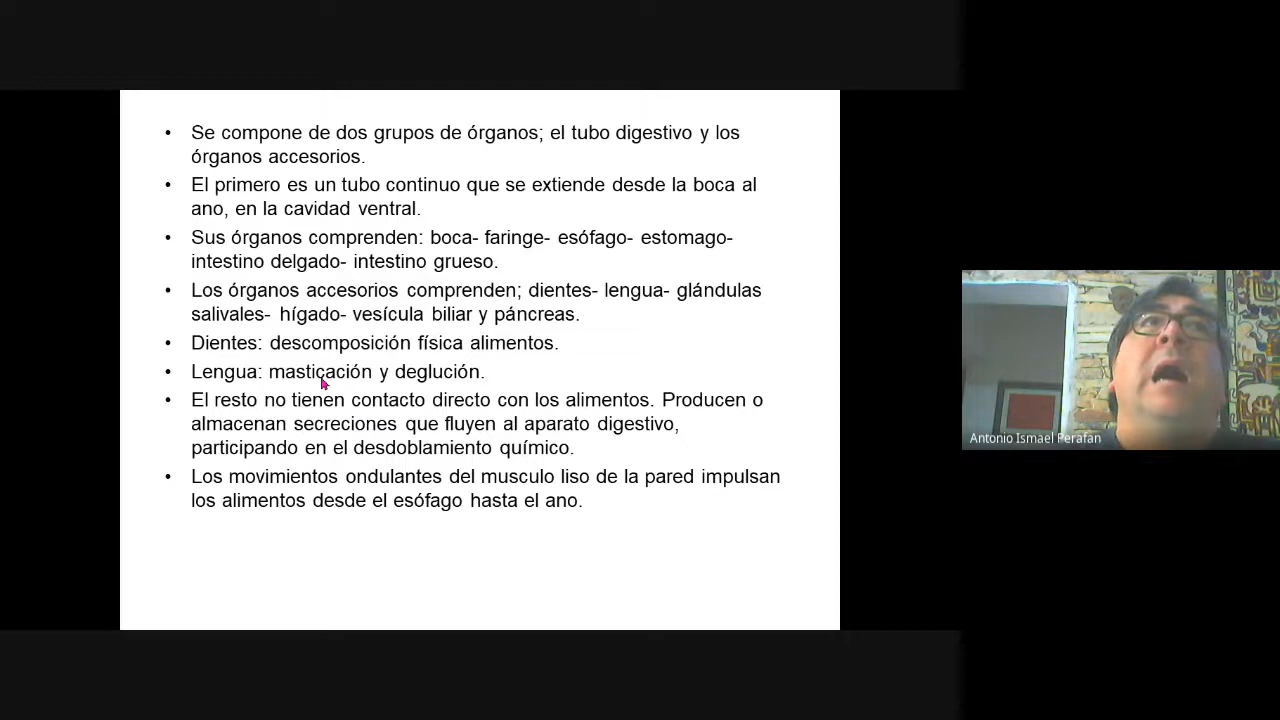 • Se compone de dos grupos de órganos; el tubo digestivo y los
órganos accesorios.
• El primero es un tubo continuo que se extiende desde la boca al
ano, en la cavidad ventral.
• Sus órganos comprenden: boca- faringe- esófago- estomago-
intestino delgado- intestino grueso.
• Los órganos accesorios comprenden; dientes- lengua- glándulas
salivales- hígado- vesícula biliar y páncreas.
• Dientes: descomposición física alimentos.
• Lengua: masticación y deglución.
• El resto no tienen contacto directo con los alimentos. Producen o
almacenan secreciones que fluyen al aparato digestivo,
participando en el desdoblamiento químico.
• Los movimientos ondulantes del musculo liso de la pared impulsan
los alimentos desde el esófago hasta el ano.
Antonio Ismael Perafan